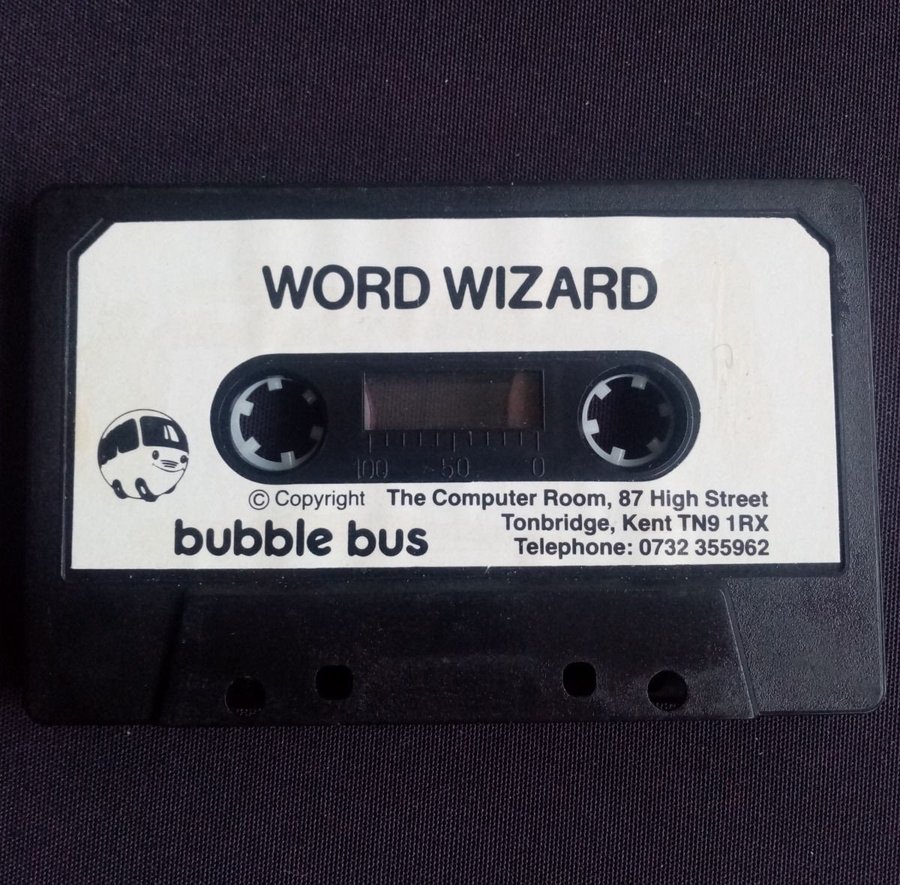 WORD WIZARD
100 50 0
© Copyright The Computer Room, 87 High Street
bubble bus Tonbridge, Kent TN9 1RX
Telephone: 0732 355962